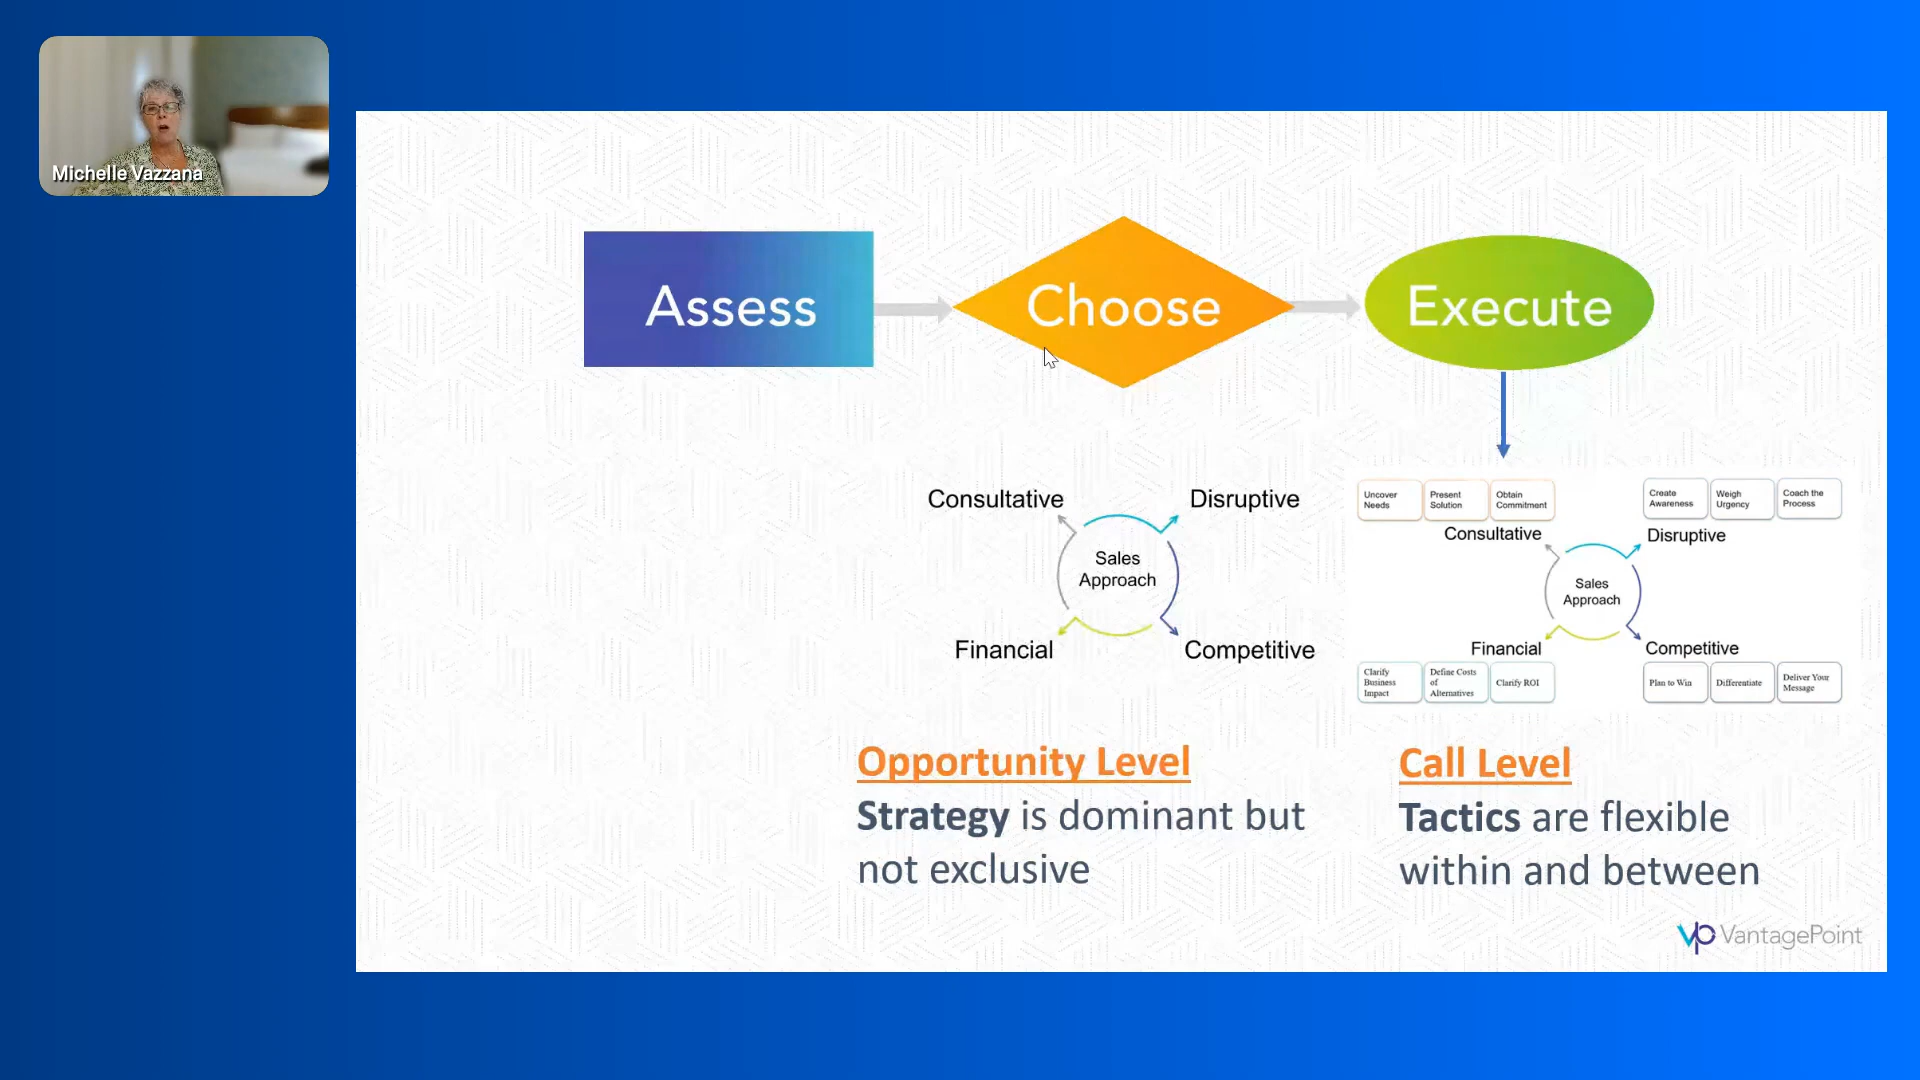 Michelle Vazzana
Assess
Choose
Execute
Consultative
Disruptive
Sales
Approach
Financial
Competitive
Uncover
Needs
Present
Solution
Obtain
Commitment
Create
Awareness
Weigh
Urgency
Coach the
Process
Consultative
Disruptive
Sales
Approach
Financial
Competitive
Clarify
Business
Impact
Define Costs
of
Alternatives
Clarify ROI
Plan to Win
Differentiate
Deliver Your
Message
Opportunity Level
Strategy is dominant but
not exclusive
Call Level
Tactics are flexible
within and between
VP VantagePoint